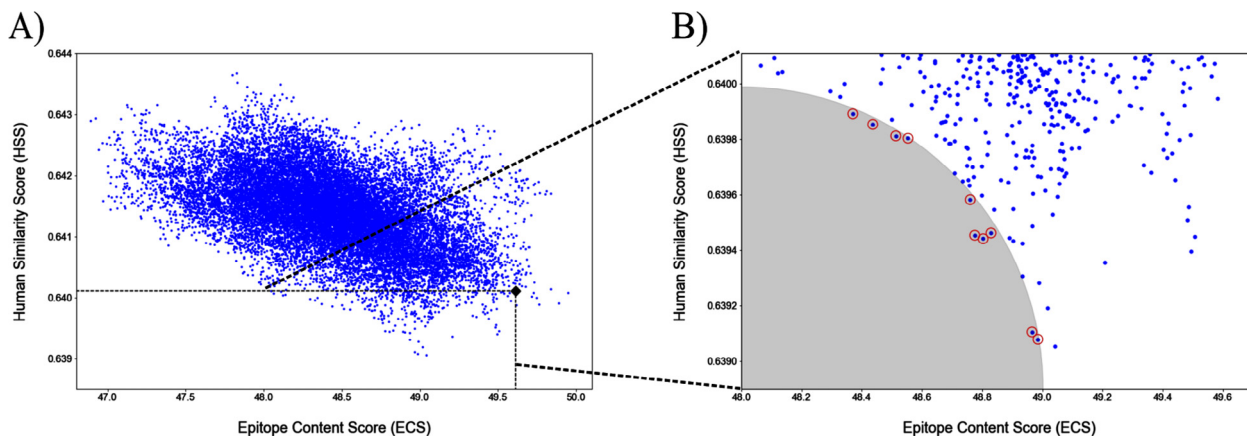 A)
0.644
0.643
0.642
0.641
0.640
0.639
Human Similarity Score (HSS)
47.0 47.5 48.0 48.5 49.0 49.5 50.0
Epitope Content Score (ECS)
B)
0.6400
0.6398
0.6396
0.6394
0.6392
0.6390
Human Similarity Score (HSS)
48.0 48.2 48.4 48.6 48.8 49.0 49.2 49.4 49.6
Epitope Content Score (ECS)